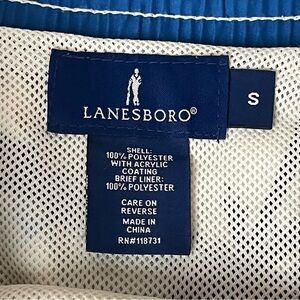 LANESBORO®
S
SHELL:
100% POLYESTER
WITH ACRYLIC
COATING
BRIEF LINER:
100% POLYESTER
CARE ON
REVERSE
MADE IN
CHINA
RN#118731